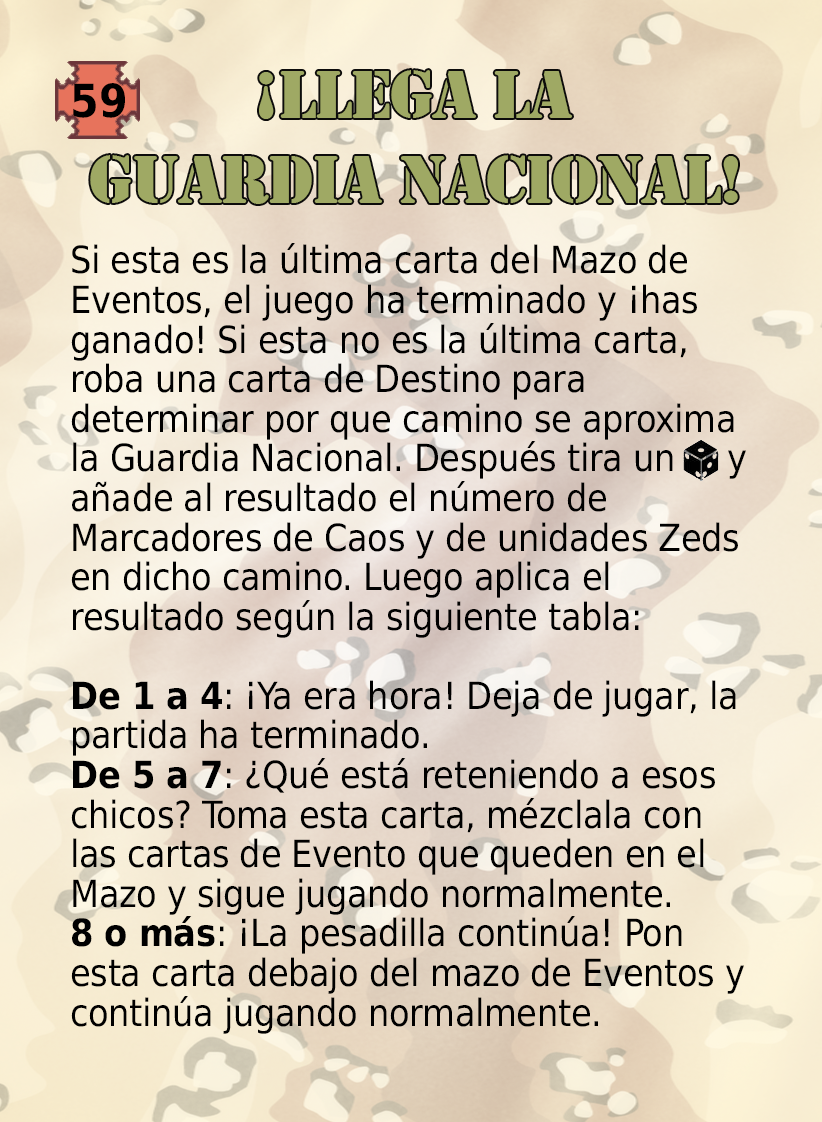 59
¡LLEGA LA
GUARDIA NACIONAL!
Si esta es la última carta del Mazo de
Eventos, el juego ha terminado y ¡has
ganado! Si esta no es la última carta,
roba una carta de Destino para
determinar por que camino se aproxima
la Guardia Nacional. Después tira un y
añade al resultado el número de
Marcadores de Caos y de unidades Zeds
en dicho camino. Luego aplica el
resultado según la siguiente tabla:
De 1 a 4: ¡Ya era hora! Deja de jugar, la
partida ha terminado.
De 5 a 7: ¿Qué está reteniendo a esos
chicos? Toma esta carta, mézclala con
las cartas de Evento que queden en el
Mazo y sigue jugando normalmente.
8 o más: ¡La pesadilla continúa! Pon
esta carta debajo del mazo de Eventos y
continúa jugando normalmente.